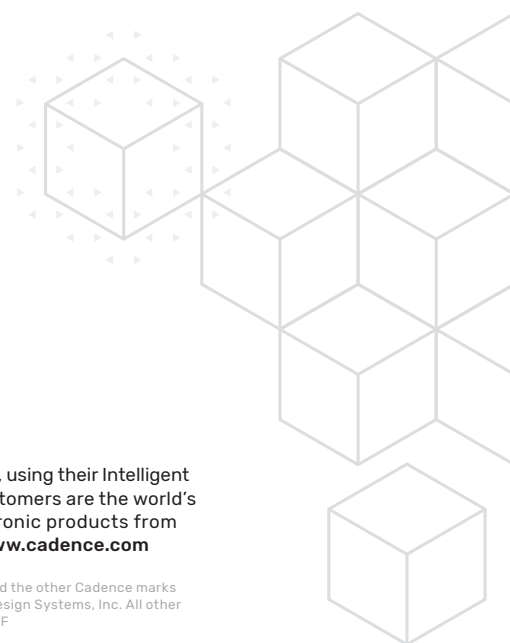 , using their Intelligent
tomers are the world's
ronic products from
w.cadence.com
d the other Cadence marks
esign Systems, Inc. All other
F